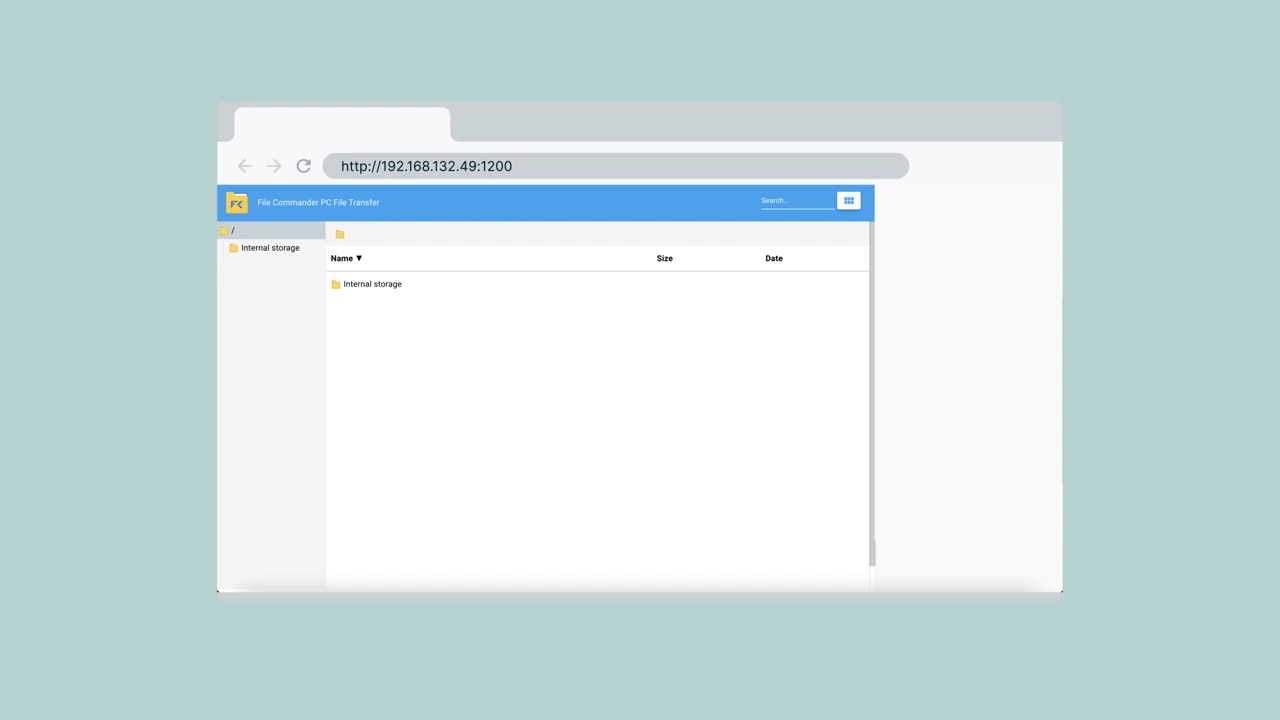 http://192.168.132.49:1200
File Commander PC File Transfer
Search...
/
Internal storage
Name ▼ Size Date
Internal storage